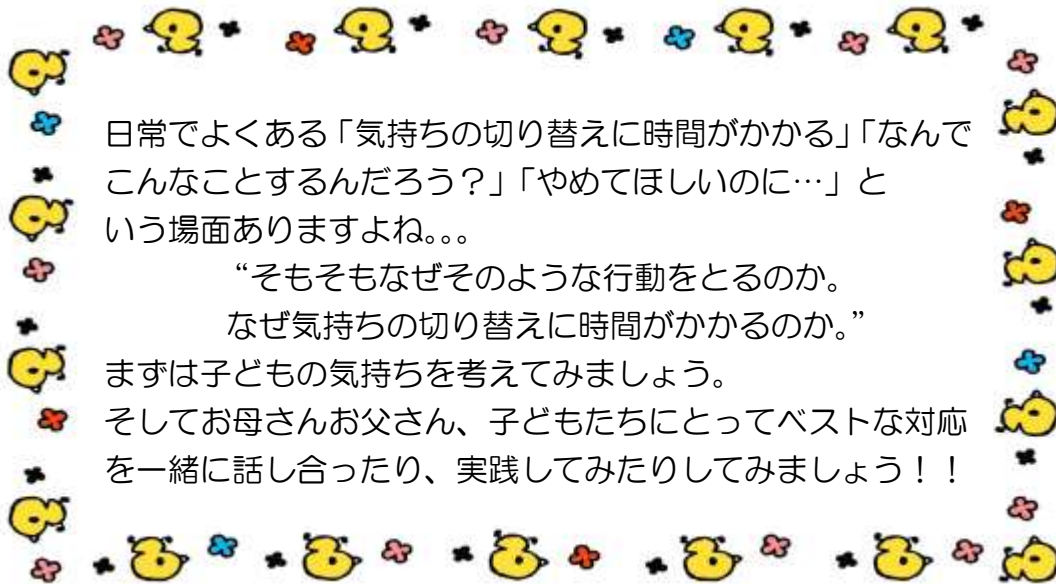 日常でよくある「気持ちの切り替えに時間がかかる」「なんで
こんなことするんだろう？」「やめてほしいのに…」と
いう場面ありますよね。。。
“そもそもなぜそのような行動をとるのか。
なぜ気持ちの切り替えに時間がかかるのか。”
まずは子どもの気持ちを考えてみましょう。
そしてお母さんお父さん、子どもたちにとってベストな対応
を一緒に話し合ったり、実践してみたりしてみましょう！！